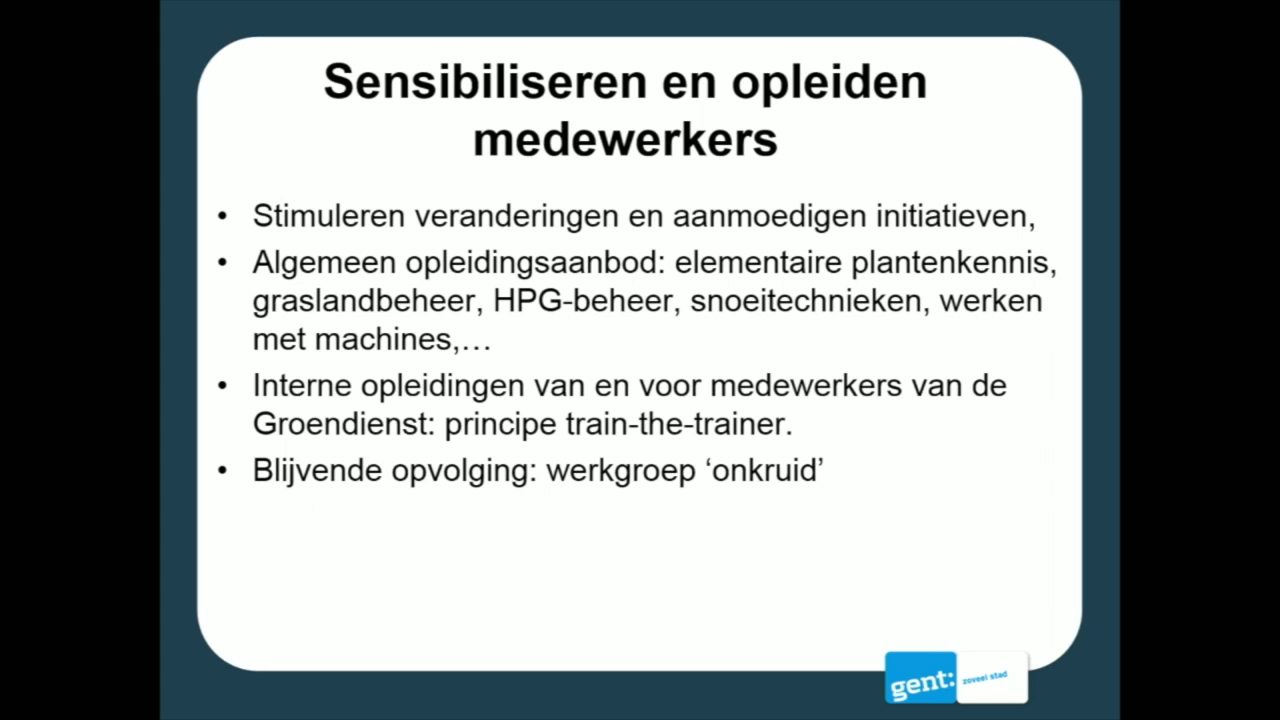 Sensibiliseren en opleiden
medewerkers
• Stimuleren veranderingen en aanmoedigen initiatieven,
• Algemeen opleidingsaanbod: elementaire plantenkennis,
graslandbeheer, HPG-beheer, snoeitechnieken, werken
met machines,…
• Interne opleidingen van en voor medewerkers van de
Groendienst: principe train-the-trainer.
• Blijvende opvolging: werkgroep ‘onkruid’
gent: zoveel stad